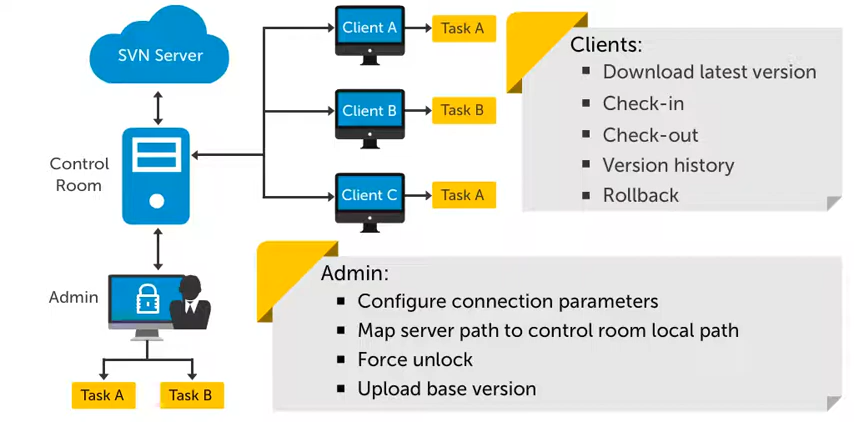 SVN Server
Control
Room
Admin
Task A
Task B
Client A
Task A
Client B
Task B
Client C
Task A
Clients:
▪ Download latest version
▪ Check-in
▪ Check-out
▪ Version history
▪ Rollback
Admin:
▪ Configure connection parameters
▪ Map server path to control room local path
▪ Force unlock
▪ Upload base version